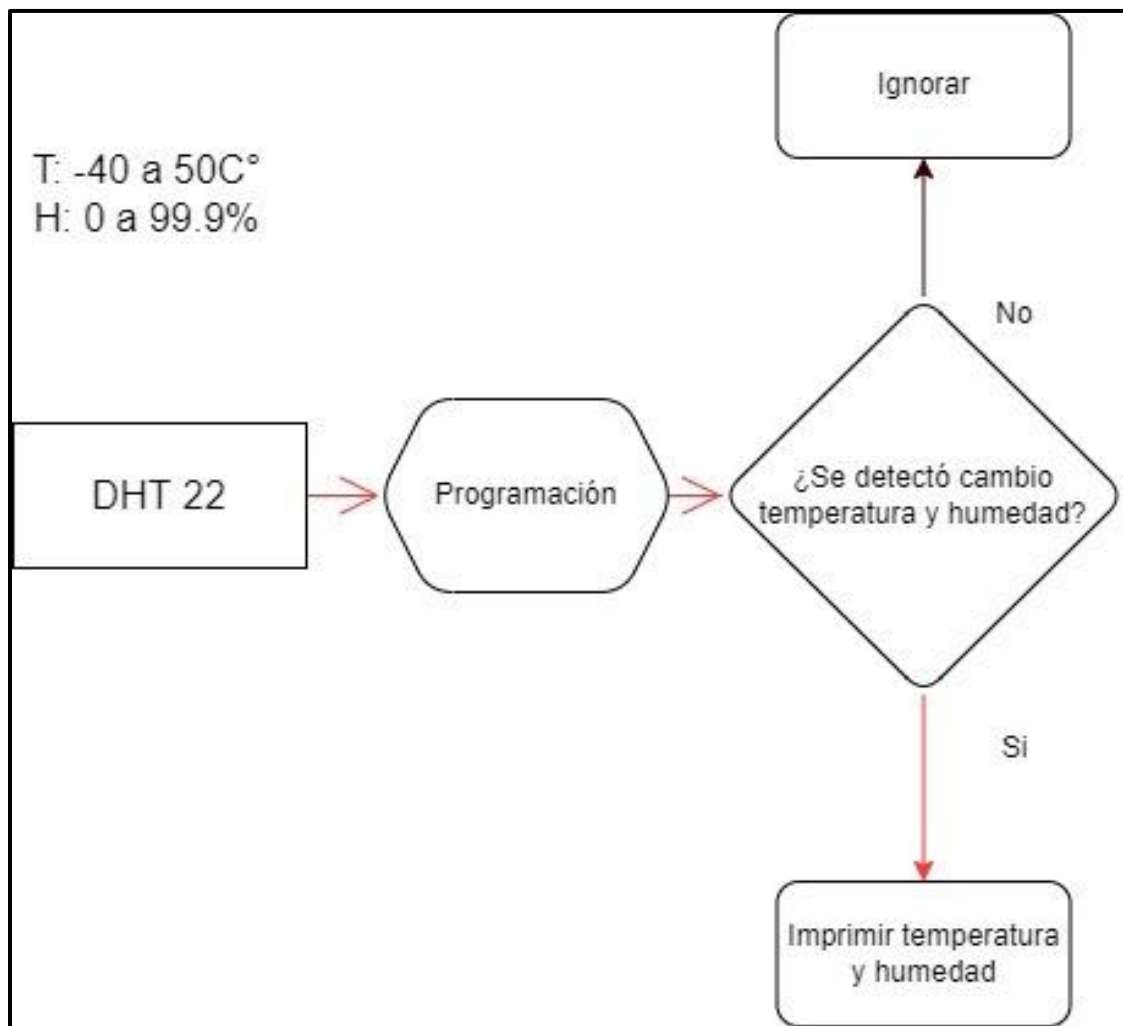 Ignorar
T: -40 a 50C°
H: 0 a 99.9%
No
DHT 22
Programación
¿Se detectó cambio
temperatura y humedad?
Si
Imprimir temperatura
y humedad